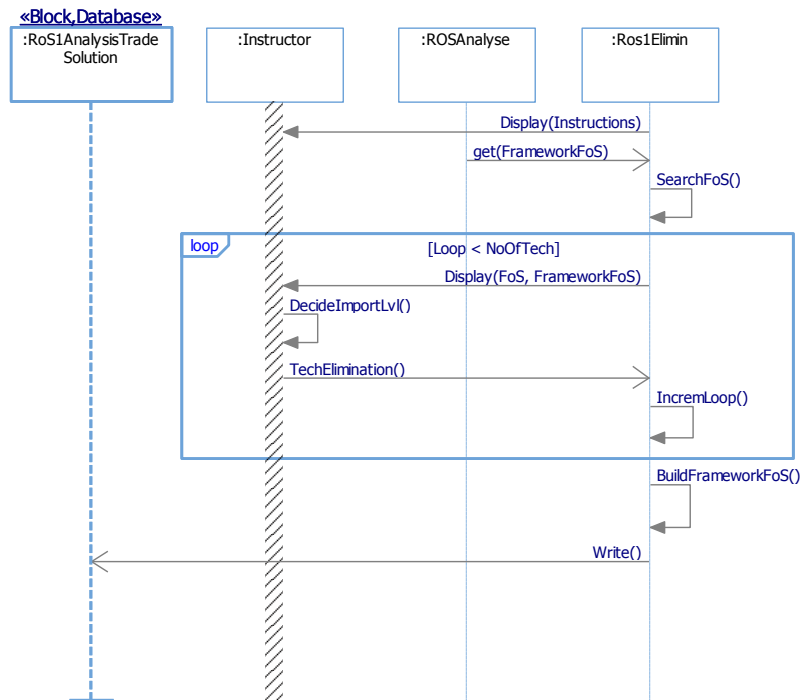 «Block,Database»
:RoS1AnalysisTrade
Solution
:Instructor
:ROSAnalyse
:Ros1Elimin
Display(Instructions)
get(FrameworkFoS)
SearchFoS()
loop
[Loop < NoOfTech]
Display(FoS, FrameworkFoS)
DecideImportLvl()
TechElimination()
IncremLoop()
BuildFrameworkFoS()
Write()